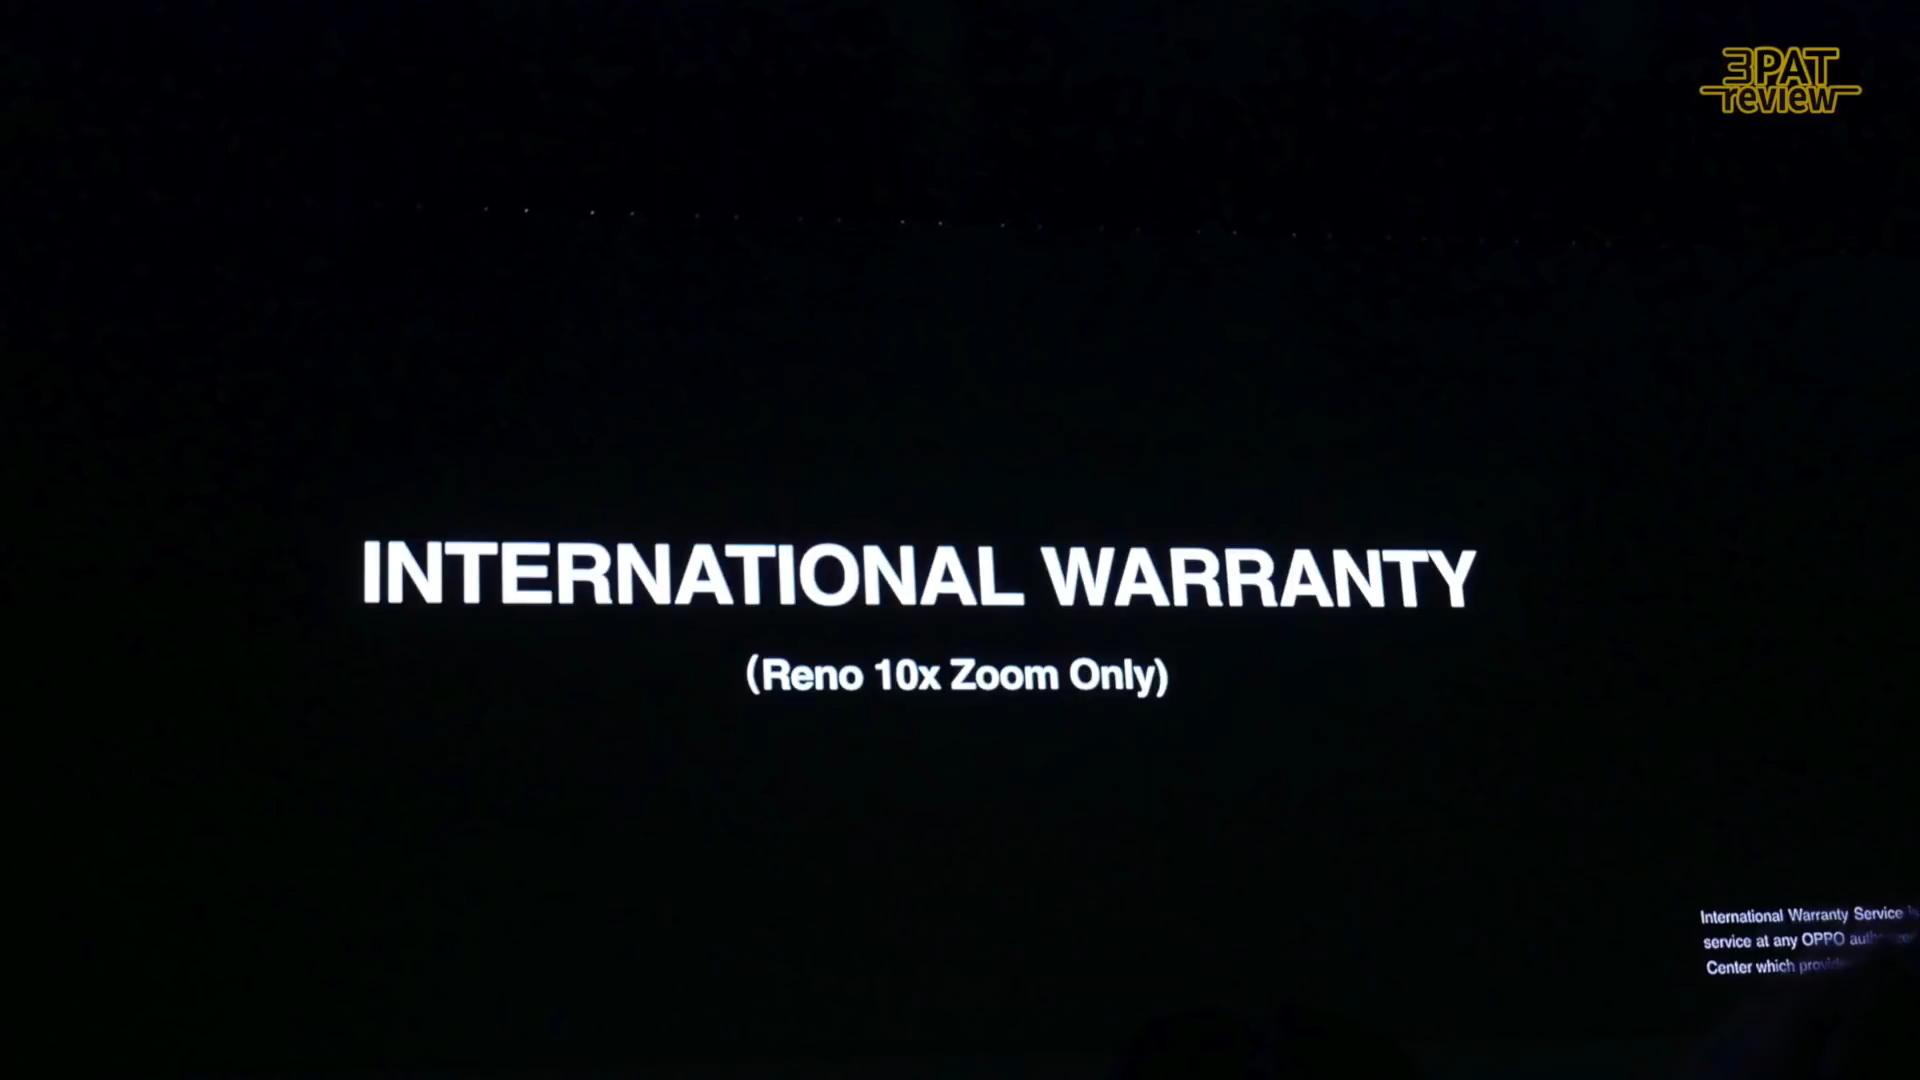 3PAT
review
INTERNATIONAL WARRANTY
(Reno 10x Zoom Only)
International Warranty Service
service at any OPPO
Center which